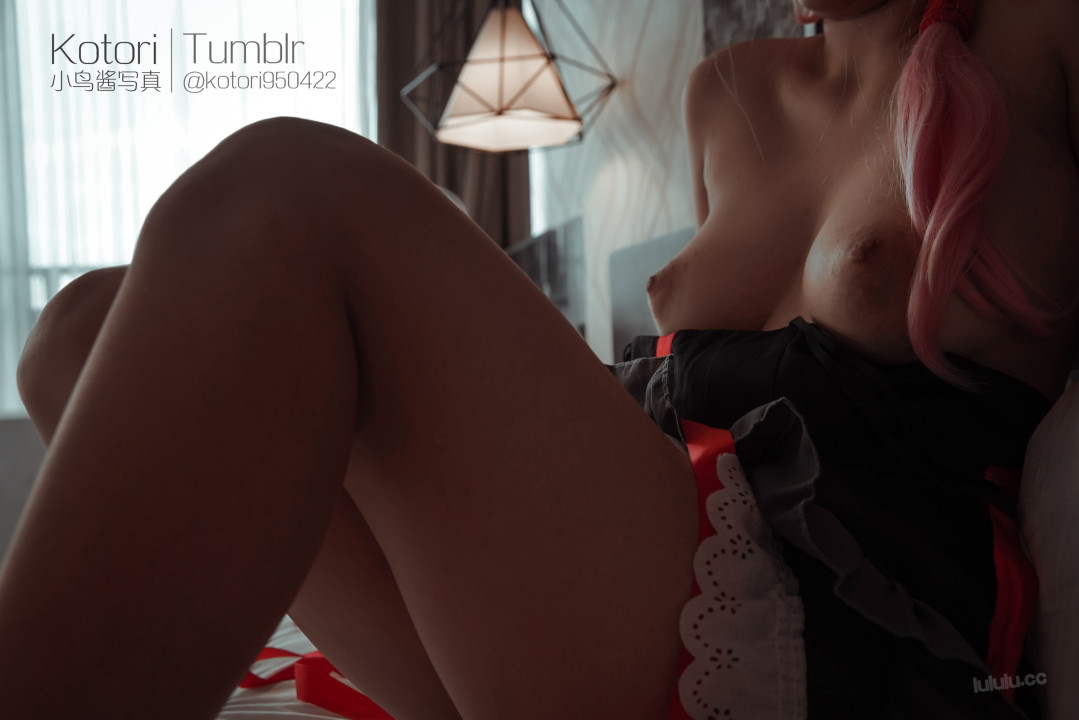 Kotori | Tumblr
小鸟酱写真 | @kotori950422
lululu.cc